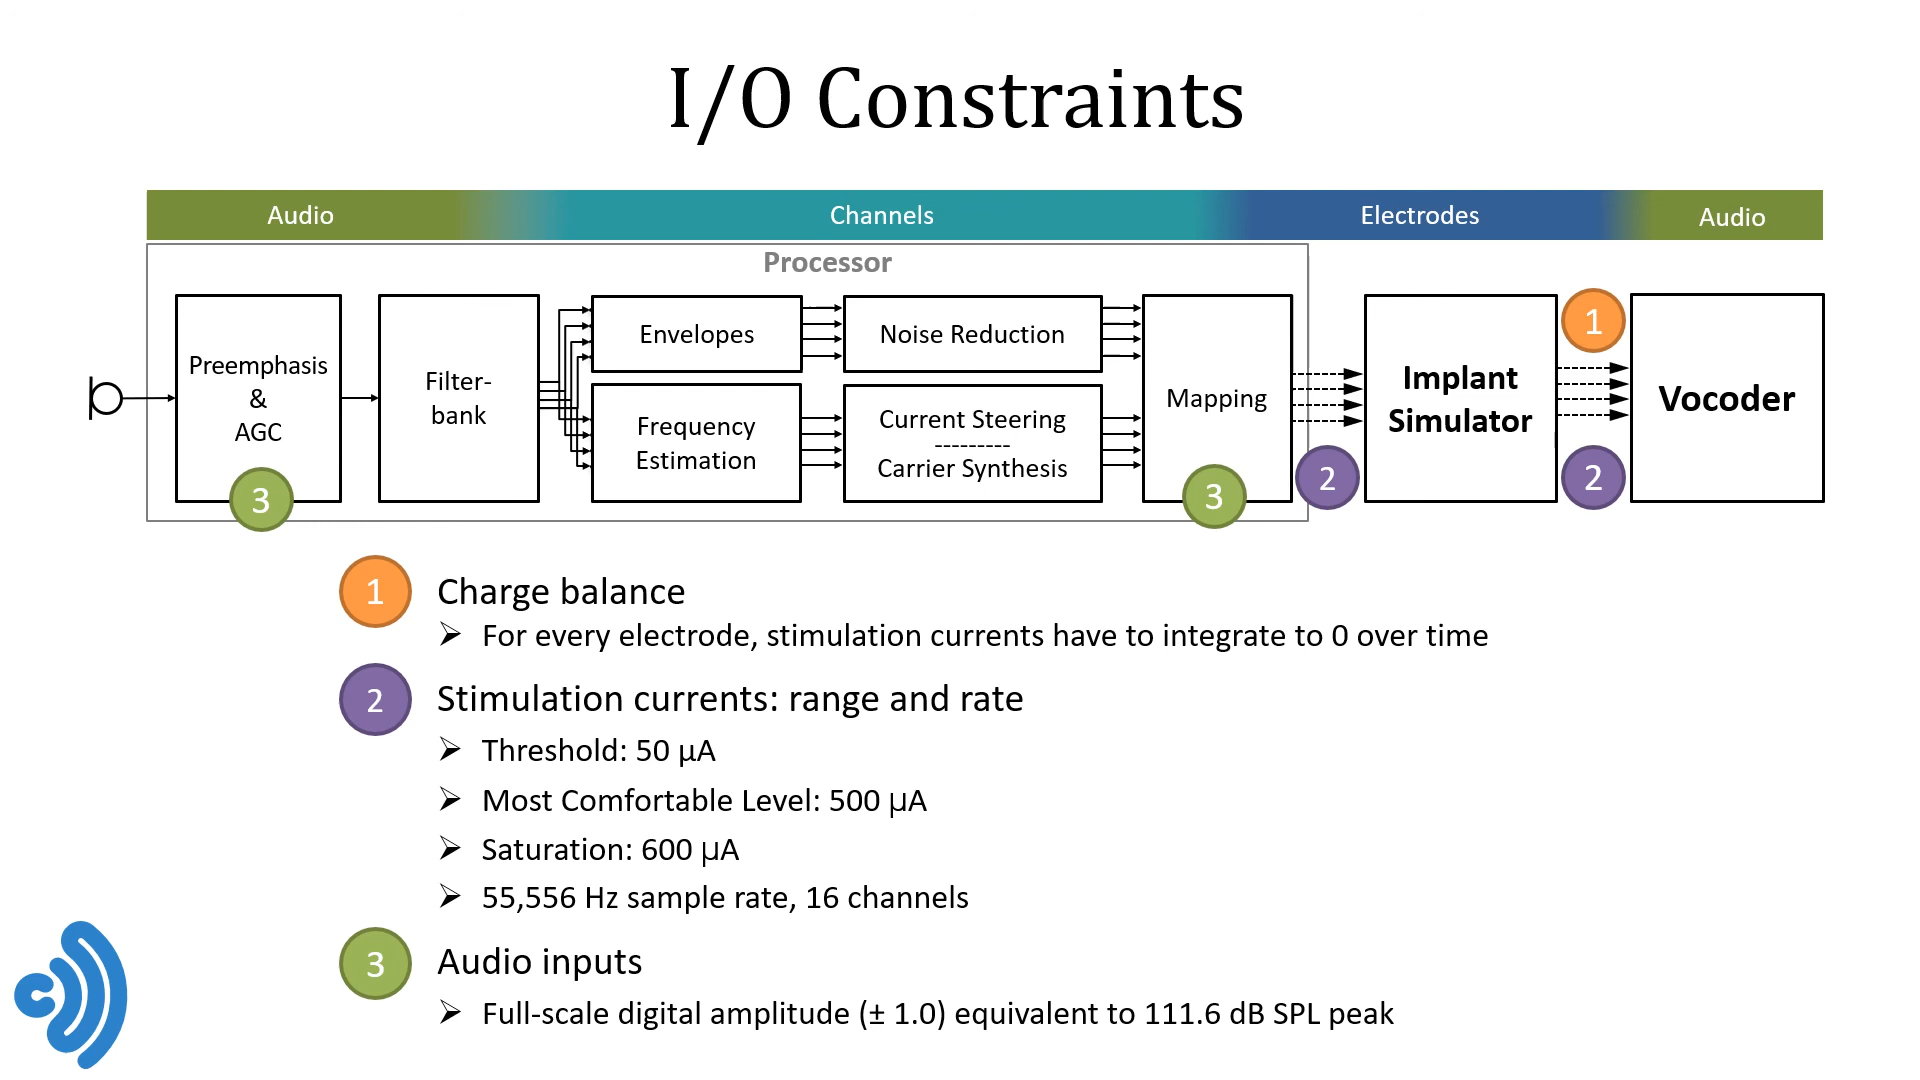 I/O Constraints
Audio
Channels
Electrodes
Audio
Processor
Preemphasis
&
AGC
3
Filter-
bank
Envelopes
Frequency
Estimation
Noise Reduction
Current Steering
---------
Carrier Synthesis
Mapping
3
2
Implant
Simulator
1
2
Vocoder
1 Charge balance
➢ For every electrode, stimulation currents have to integrate to 0 over time
2 Stimulation currents: range and rate
➢ Threshold: 50 µA
➢ Most Comfortable Level: 500 µA
➢ Saturation: 600 µA
➢ 55,556 Hz sample rate, 16 channels
3 Audio inputs
➢ Full-scale digital amplitude (± 1.0) equivalent to 111.6 dB SPL peak